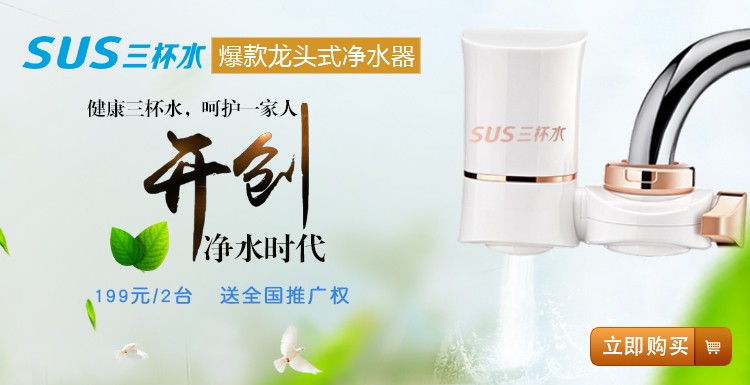 SUS三杯水 爆款龙头式净水器
健康三杯水，呵护一家人
开创
净水时代
199元/2台 送全国推广权
SUS三杯水
立即购买